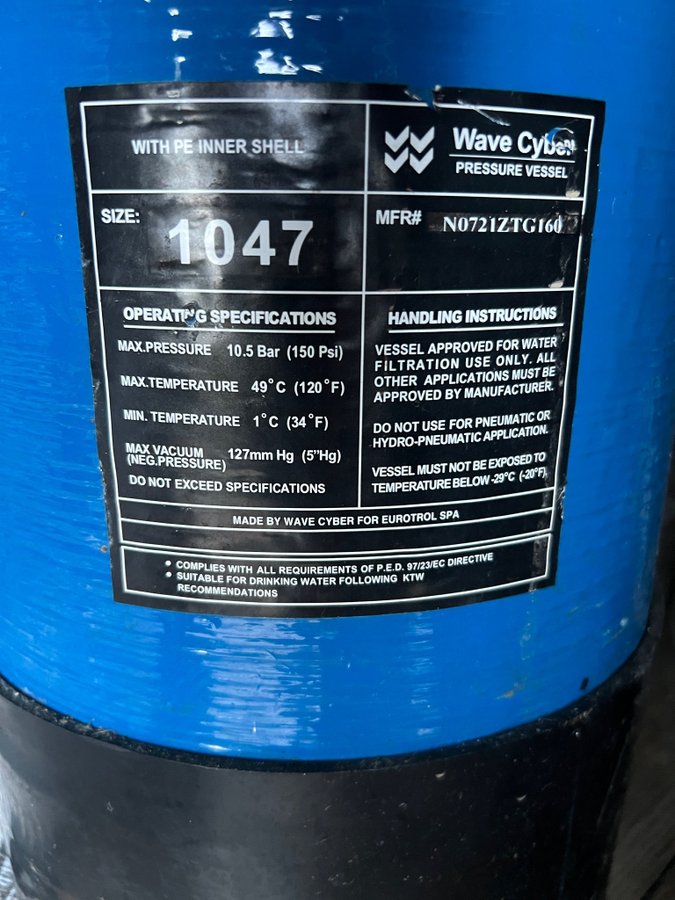 WITH PE INNER SHELL
Wave Cyber
PRESSURE VESSEL
SIZE:
1047
MFR# N0721ZTG160
OPERATING SPECIFICATIONS
MAX.PRESSURE 10.5 Bar (150 Psi)
MAX.TEMPERATURE 49°C (120°F)
MIN. TEMPERATURE 1°C (34°F)
MAX VACUUM 127mm Hg (5"Hg)
(NEG.PRESSURE)
DO NOT EXCEED SPECIFICATIONS
HANDLING INSTRUCTIONS
VESSEL APPROVED FOR WATER
FILTRATION USE ONLY. ALL
OTHER APPLICATIONS MUST BE
APPROVED BY MANUFACTURER.
DO NOT USE FOR PNEUMATIC OR
HYDRO-PNEUMATIC APPLICATION.
VESSEL MUST NOT BE EXPOSED TO
TEMPERATURE BELOW -29°C (-20°F)
MADE BY WAVE CYBER FOR EUROTROL SPA
• COMPLIES WITH ALL REQUIREMENTS OF P.E.D. 97/23/EC DIRECTIVE
• SUITABLE FOR DRINKING WATER FOLLOWING KTW
RECOMMENDATIONS